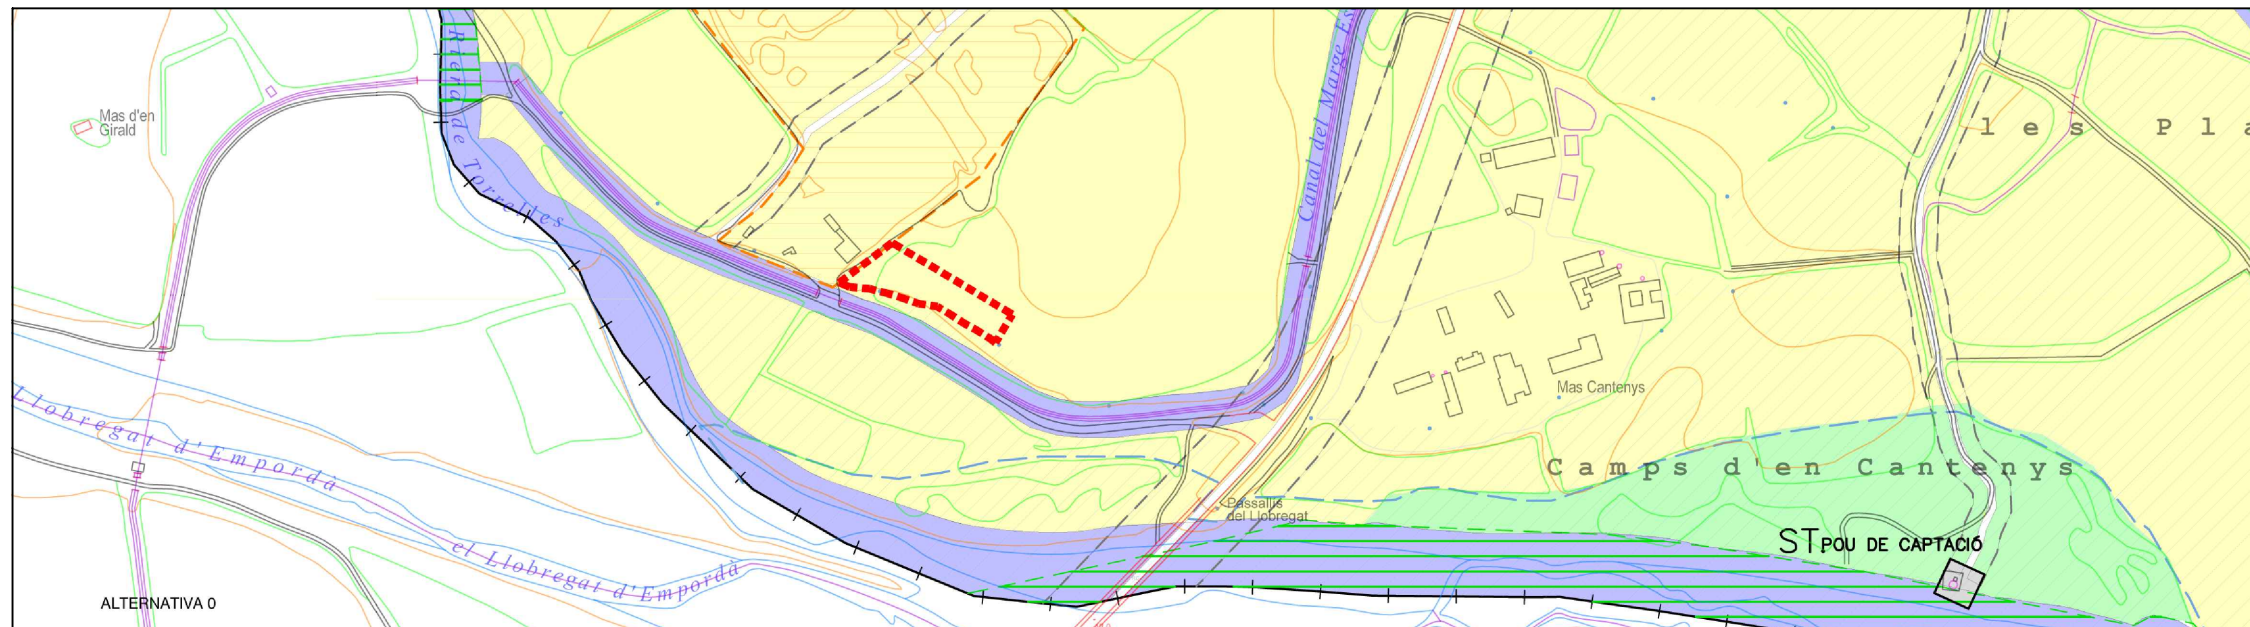 Mas d'en
Girald
Riera de Torrelles
Canal del Marge Es
les Pla
Mas Cantenys
Llobregat d'Empordà
Camps d'en Cantenys
Passallís
del Llobregat
ST.POU DE CAPTACIÓ
el Llobregat d'Empordà
ALTERNATIVA 0